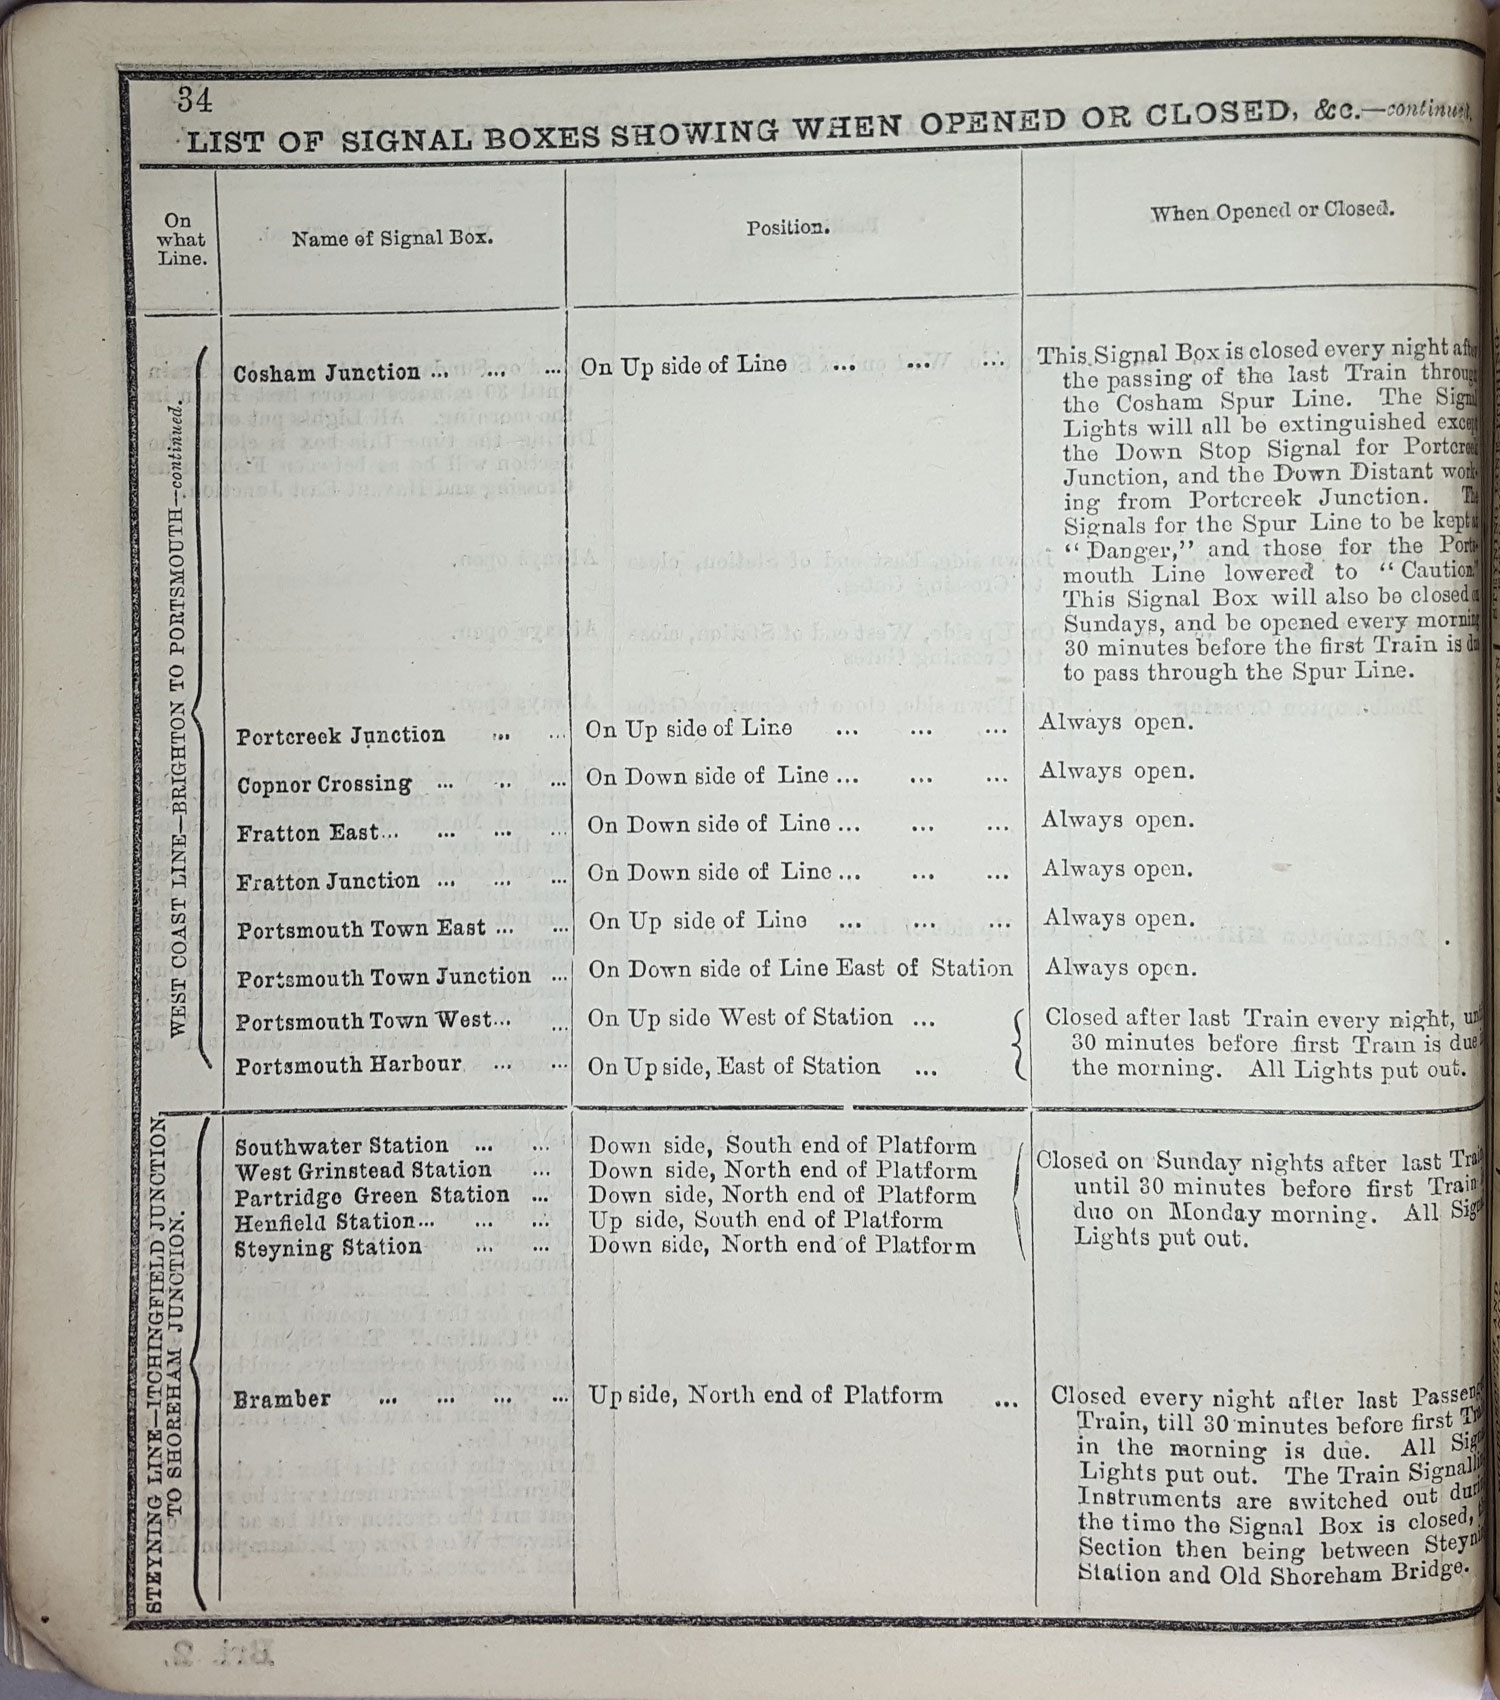 34
LIST OF SIGNAL BOXES SHOWING WHEN OPENED OR CLOSED, &c.—continued.
On
what
Line.
Name of Signal Box.
Position.
When Opened or Closed.
WEST COAST LINE—BRIGHTON TO PORTSMOUTH—continued.
Cosham Junction ... ... ... On Up side of Line ... ... ... This Signal Box is closed every night after
the passing of the last Train through
the Cosham Spur Line. The Signal
Lights will all be extinguished except
the Down Stop Signal for Portcreek
Junction, and the Down Distant work-
ing from Portcreek Junction. The
Signals for the Spur Line to be kept at
"Danger," and those for the Ports-
mouth Line lowered to "Caution."
This Signal Box will also be closed on
Sundays, and be opened every morning
30 minutes before the first Train is due
to pass through the Spur Line.
Portcreek Junction ... ... On Up side of Line ... ... ... Always open.
Copnor Crossing ... ... ... On Down side of Line ... ... ... Always open.
Fratton East... ... ... ... On Down side of Line ... ... ... Always open.
Fratton Junction ... ... ... On Down side of Line ... ... ... Always open.
Portsmouth Town East ... ... On Up side of Line ... ... ... Always open.
Portsmouth Town Junction ... On Down side of Line East of Station Always open.
Portsmouth Town West... ... On Up side West of Station ... Closed after last Train every night, until
30 minutes before first Train is due
Portsmouth Harbour ... ... On Up side, East of Station ... the morning. All Lights put out.
STEYNING LINE—ITCHINGFIELD JUNCTION
TO SHOREHAM JUNCTION.
Southwater Station ... ... Down side, South end of Platform
West Grinstead Station ... Down side, North end of Platform
Partridge Green Station ... Down side, North end of Platform
Henfield Station... ... ... Up side, South end of Platform
Steyning Station ... ... Down side, North end of Platform
Closed on Sunday nights after last Train
until 30 minutes before first Train
due on Monday morning. All Signal
Lights put out.
Bramber ... ... ... ... Up side, North end of Platform ... Closed every night after last Passenger
Train, till 30 minutes before first Train
in the morning is due. All Signal
Lights put out. The Train Signalling
Instruments are switched out during
the time the Signal Box is closed,
Section then being between Steyning
Station and Old Shoreham Bridge.